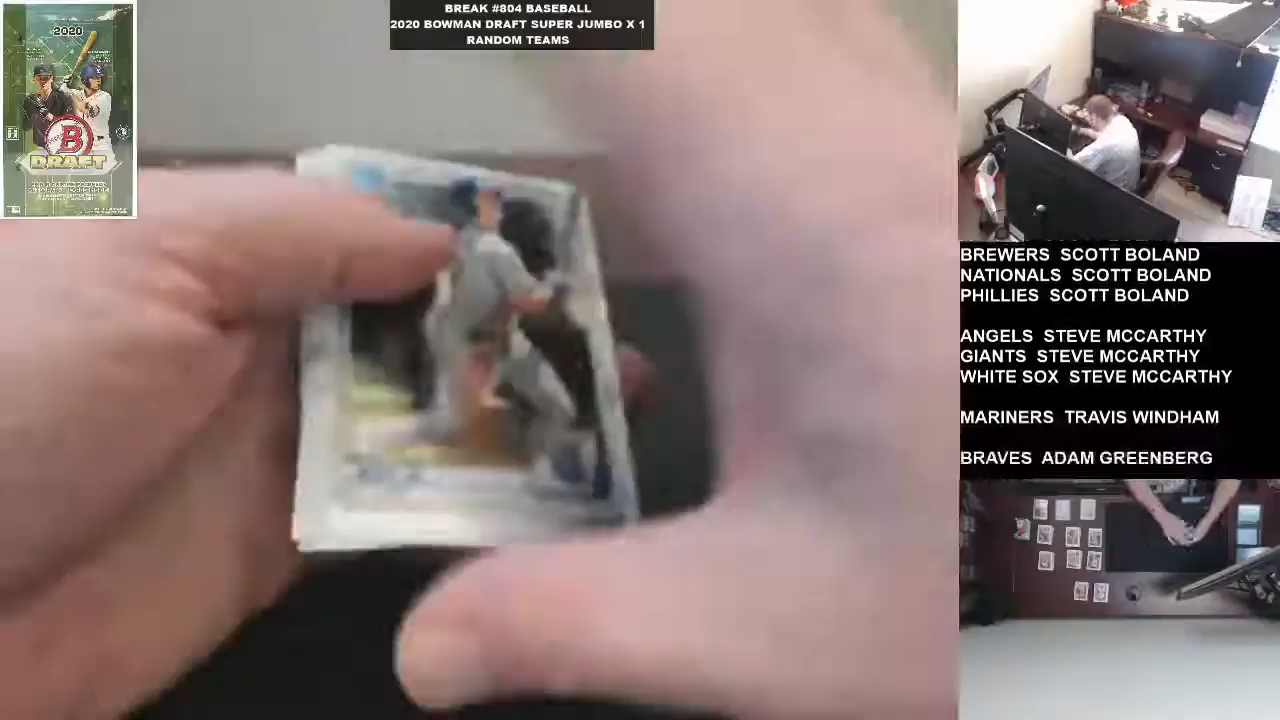 2020
B
DRAFT
BREAK #804 BASEBALL
2020 BOWMAN DRAFT SUPER JUMBO X 1
RANDOM TEAMS
BREWERS SCOTT BOLAND
NATIONALS SCOTT BOLAND
PHILLIES SCOTT BOLAND
ANGELS STEVE MCCARTHY
GIANTS STEVE MCCARTHY
WHITE SOX STEVE MCCARTHY
MARINERS TRAVIS WINDHAM
BRAVES ADAM GREENBERG